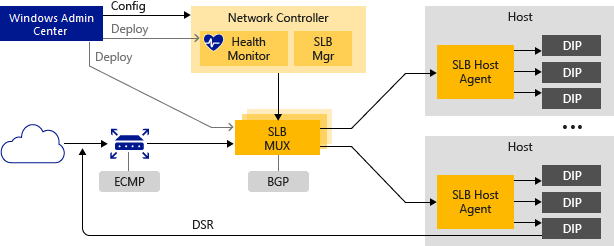 Config
Windows Admin
Center
Deploy
Deploy
Network Controller
Health
Monitor
SLB
Mgr
Host
SLB Host
Agent
DIP
DIP
DIP
...
SLB
MUX
ECMP
BGP
Host
SLB Host
Agent
DIP
DIP
DIP
DSR